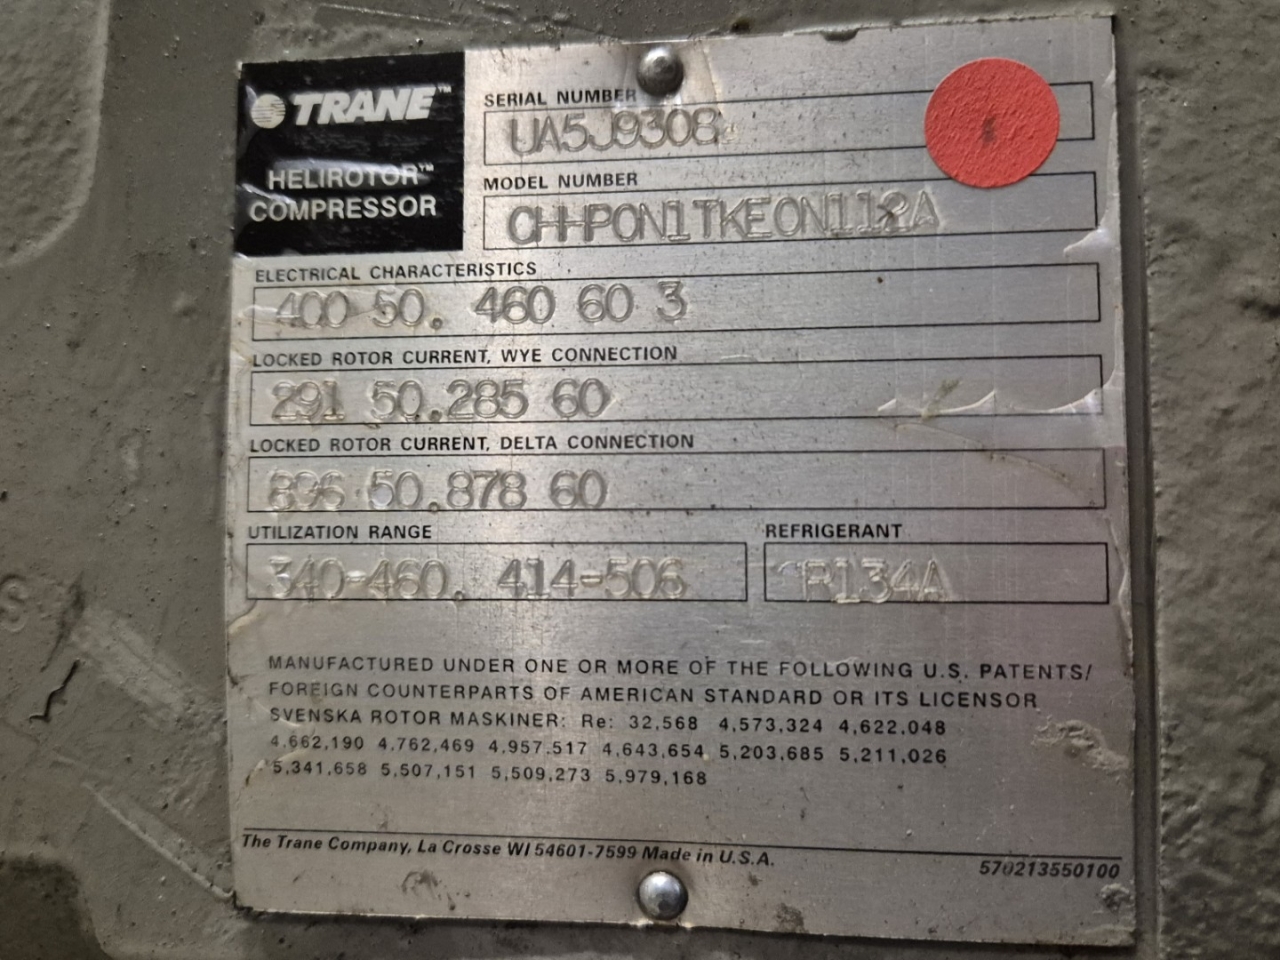 TRANE™
HELIROTOR™
COMPRESSOR
SERIAL NUMBER
UA5J9308
MODEL NUMBER
CHHP0N1TKE0N118A
ELECTRICAL CHARACTERISTICS
400 50. 460 60 3
LOCKED ROTOR CURRENT, WYE CONNECTION
291 50.285 60
LOCKED ROTOR CURRENT, DELTA CONNECTION
896 50.878 60
UTILIZATION RANGE
340-460. 414-506
REFRIGERANT
R134A
MANUFACTURED UNDER ONE OR MORE OF THE FOLLOWING U.S. PATENTS/
FOREIGN COUNTERPARTS OF AMERICAN STANDARD OR ITS LICENSOR
SVENSKA ROTOR MASKINER: Re: 32,568 4,573,324 4,622,048
4,662,190 4,762,469 4,957,517 4,643,654 5,203,685 5,211,026
5,341,658 5,507,151 5,509,273 5,979,168
The Trane Company, La Crosse WI 54601-7599 Made in U.S.A.
570213550100